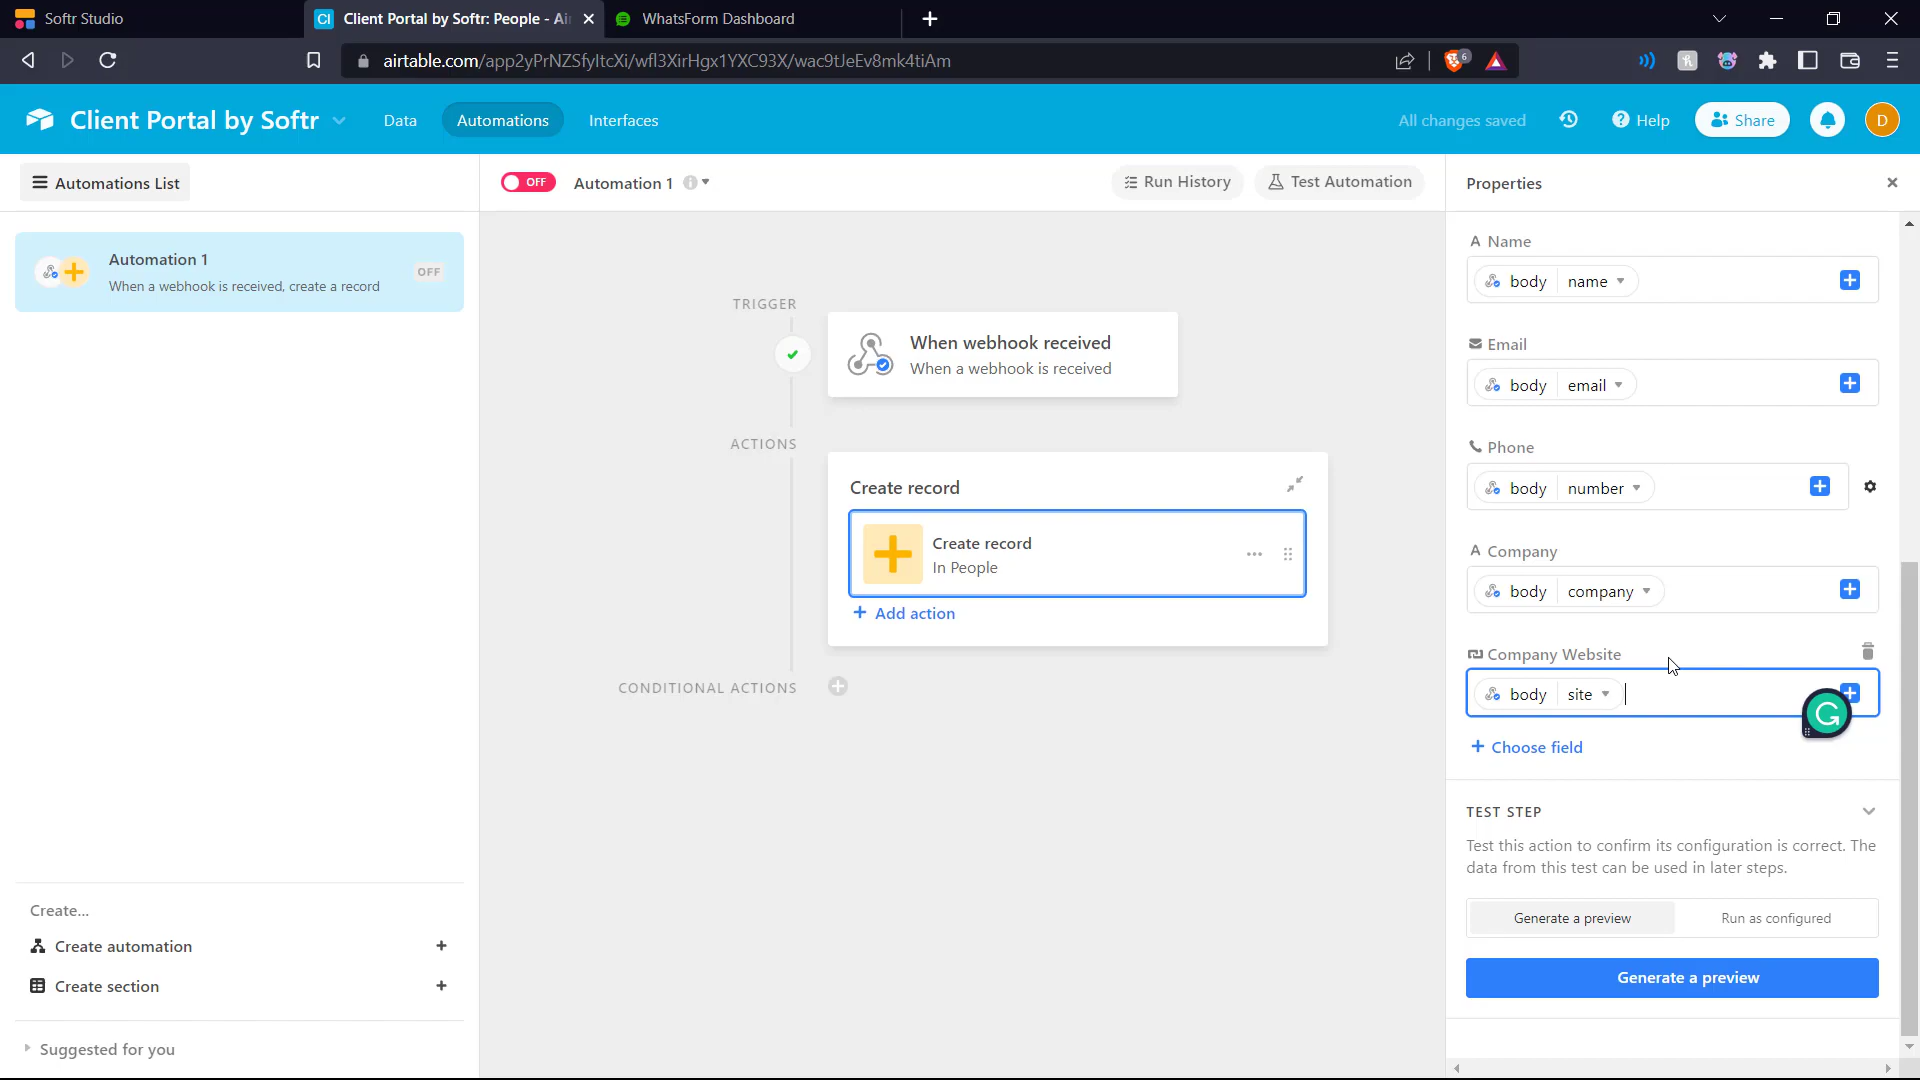 Softr Studio
CI Client Portal by Softr: People - Ai
WhatsForm Dashboard
airtable.com/app2yPrNZSfyItcXi/wfl3XirHgx1YXC93X/wac9tJeEv8mk4tiAm
6
Client Portal by Softr
Data
Automations
Interfaces
All changes saved
Help
Share
D
Automations List
OFF
Automation 1
Run History
Test Automation
Properties
Automation 1
When a webhook is received, create a record
OFF
TRIGGER
When webhook received
When a webhook is received
ACTIONS
Create record
Create record
In People
+ Add action
CONDITIONAL ACTIONS
A Name
body name
Email
body email
Phone
body number
A Company
body company
Company Website
body site
+ Choose field
TEST STEP
Test this action to confirm its configuration is correct. The
data from this test can be used in later steps.
Generate a preview
Run as configured
Generate a preview
Create...
Create automation +
Create section +
Suggested for you